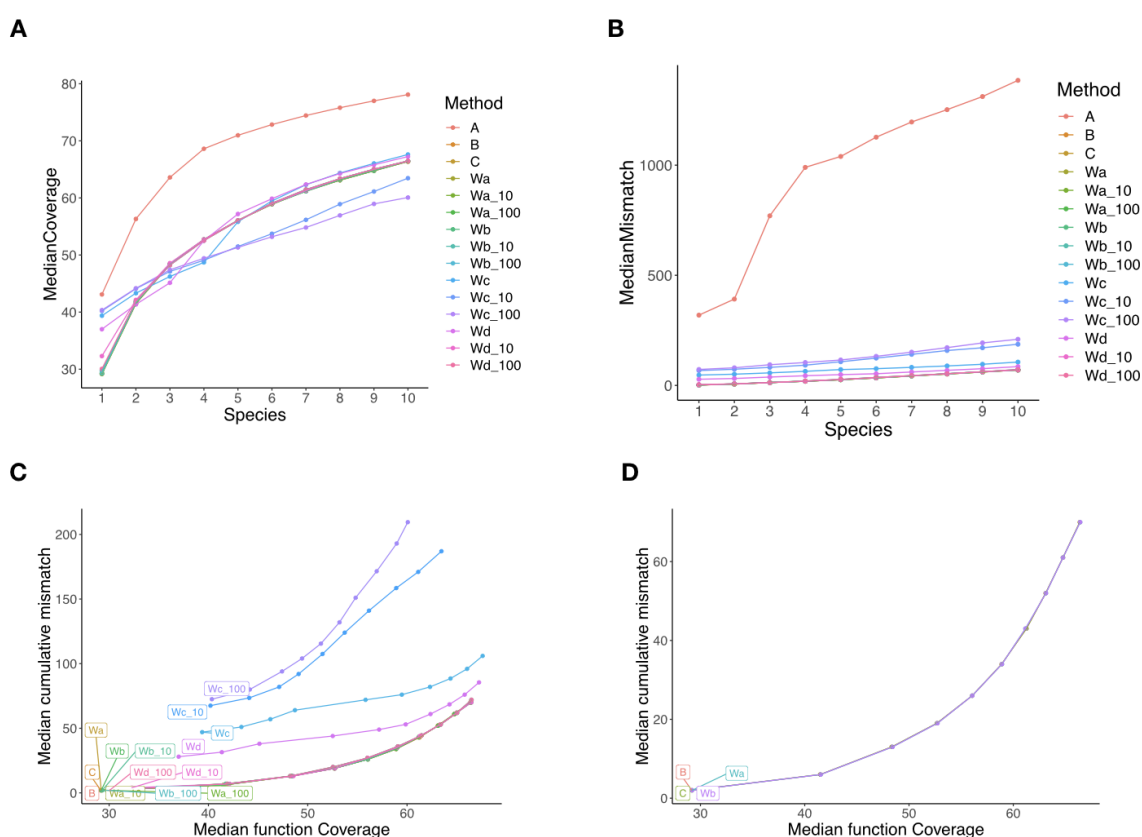 A
80
70
60
50
40
30
MedianCoverage
1 2 3 4 5 6 7 8 9 10
Species
Method
A
B
C
Wa
Wa_10
Wa_100
Wb
Wb_10
Wb_100
Wc
Wc_10
Wc_100
Wd
Wd_10
Wd_100
B
1000
500
0
MedianMismatch
1 2 3 4 5 6 7 8 9 10
Species
Method
A
B
C
Wa
Wa_10
Wa_100
Wb
Wb_10
Wb_100
Wc
Wc_10
Wc_100
Wd
Wd_10
Wd_100
C
200
150
100
50
0
Median cumulative mismatch
Wc_100
Wc_10
Wa
Wc
Wb
Wb_10
Wd
C
Wd_100
Wd_10
B
Wa_10
Wb_100
Wa_100
30 40 50 60
Median function Coverage
D
60
40
20
0
Median cumulative mismatch
B
Wa
C
Wb
30 40 50 60
Median function Coverage